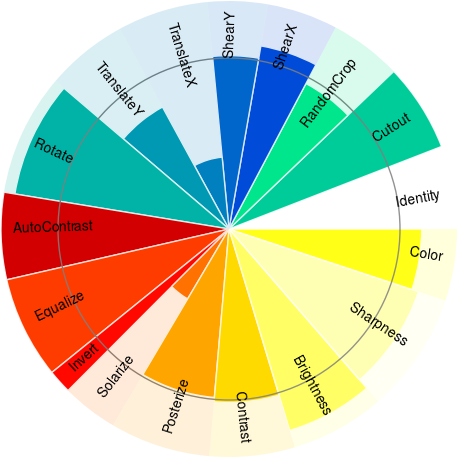 ShearY
ShearX
TranslateX
RandomCrop
TranslateY
Cutout
Rotate
Identity
AutoContrast
Color
Equalize
Sharpness
Invert
Solarize
Brightness
Posterize
Contrast